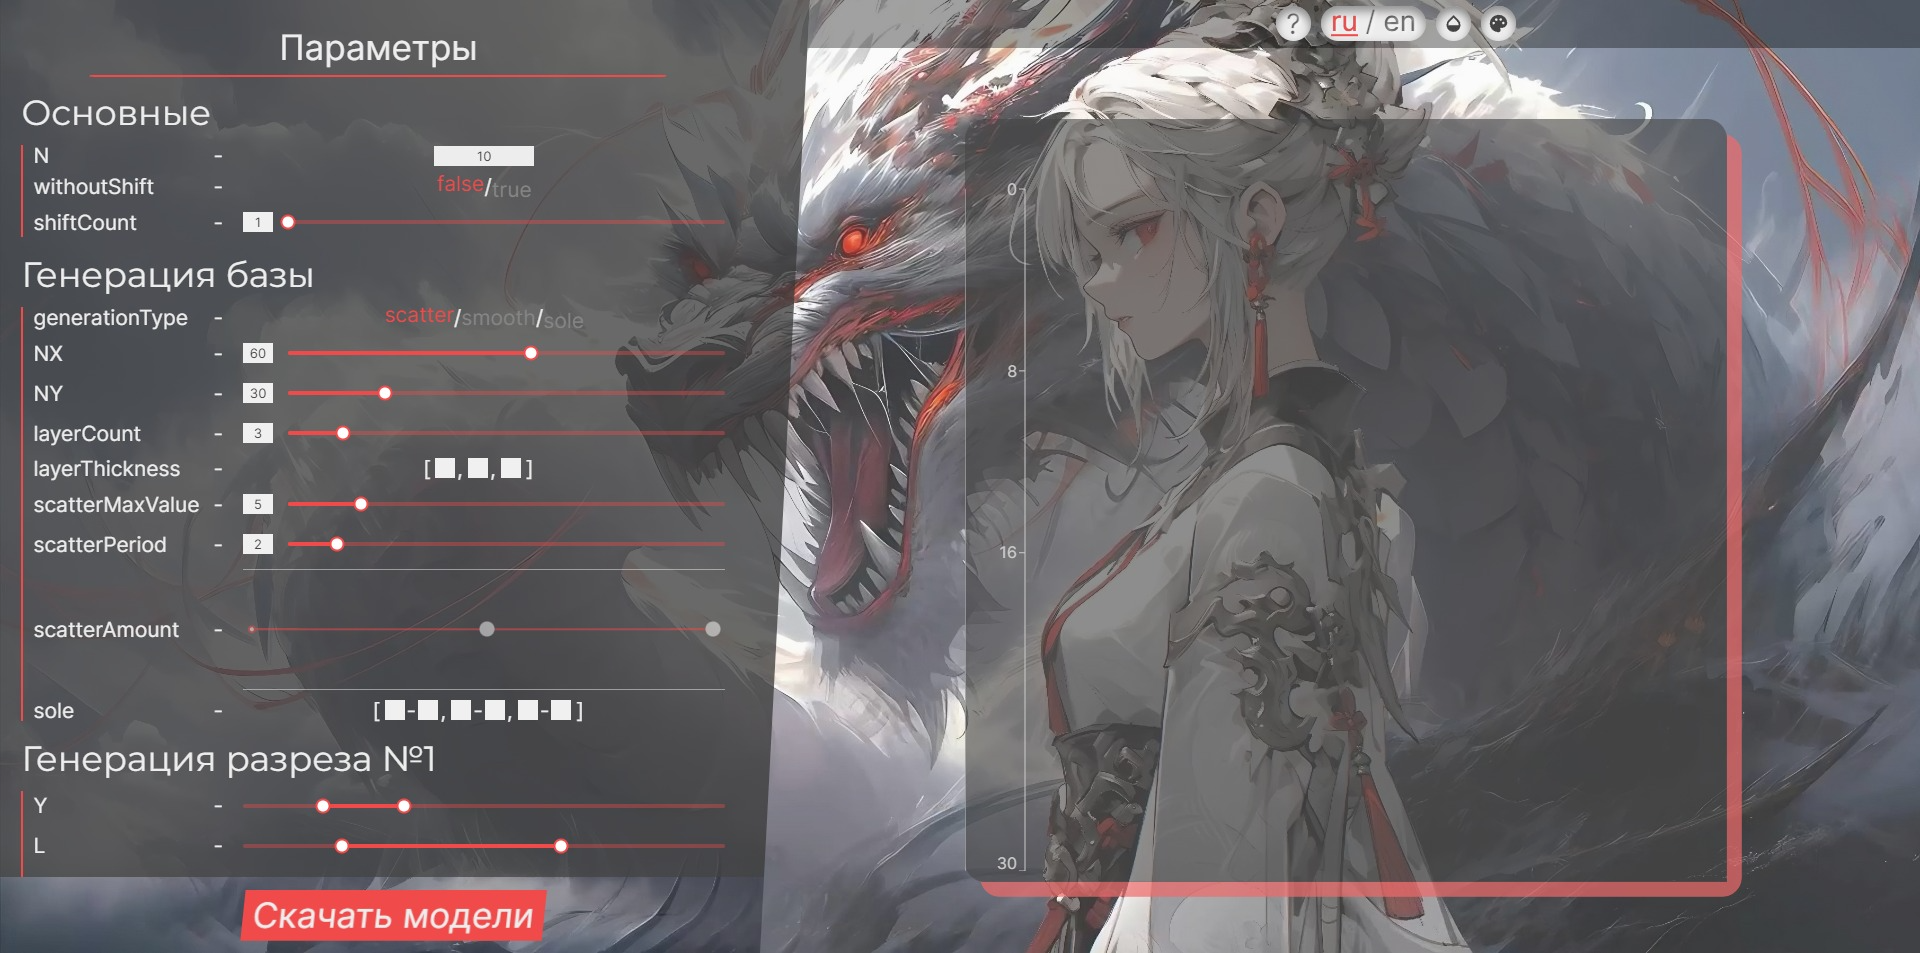 ? ru / en
Параметры
Основные
N - 10
withoutShift - false/true
shiftCount - 1
Генерация базы
generationType - scatter/smooth/sole
NX - 60
NY - 30
layerCount - 3
layerThickness - [ , , ]
scatterMaxValue - 5
scatterPeriod - 2
scatterAmount -
sole - [ - , - , - ]
Генерация разреза №1
Y -
L -
Скачать модели
0
8
16
30